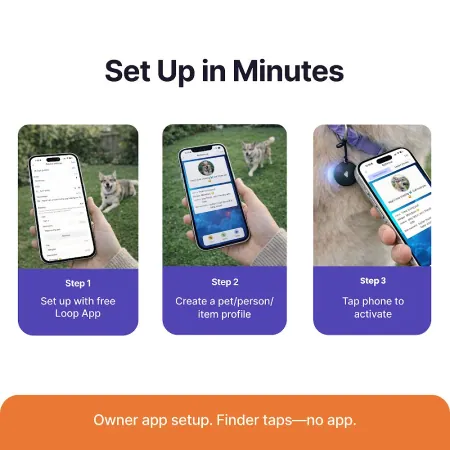 Set Up in Minutes
Step 1
Set up with free
Loop App
Step 2
Create a pet/person/
item profile
Step 3
Tap phone to
activate
Owner app setup. Finder taps—no app.